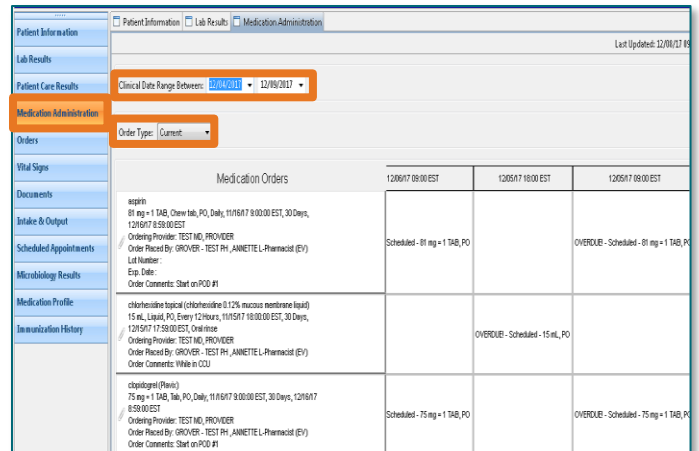 Patient Information
Lab Results
Patient Care Results
Medication Administration
Orders
Vital Signs
Documents
Intake & Output
Scheduled Appointments
Microbiology Results
Medication Profile
Immunization History
Patient Information Lab Results Medication Administration
Last Updated: 12/08/17 09
Clinical Date Range Between: 12/04/2017 12/09/2017
Order Type: Current
Medication Orders 12/06/17 09:00 EST 12/05/17 18:00 EST 12/05/17 09:00 EST
aspirin
81 mg = 1 TAB, Chew tab, PO, Daily, 11/16/17 9:00:00 EST, 30 Days,
12/16/17 8:59:00 EST
Ordering Provider: TEST MD, PROVIDER
Order Placed By: GROVER - TEST PH , ANNETTE L-Pharmacist (EV)
Lot Number :
Exp. Date :
Order Comments: Start on POD #1
Scheduled - 81 mg = 1 TAB, PO
OVERDUE! - Scheduled - 81 mg = 1 TAB, PO
chlorhexidine topical (chlorhexidine 0.12% mucous membrane liquid)
15 mL, Liquid, PO, Every 12 Hours, 11/15/17 18:00:00 EST, 30 Days,
12/15/17 17:59:00 EST, Oral rinse
Ordering Provider: TEST MD, PROVIDER
Order Placed By: GROVER - TEST PH , ANNETTE L-Pharmacist (EV)
Order Comments: While in CCU
OVERDUE! - Scheduled - 15 mL, PO
clopidogrel (Plavix)
75 mg = 1 TAB, Tab, PO, Daily, 11/16/17 9:00:00 EST, 30 Days, 12/16/17
8:59:00 EST
Ordering Provider: TEST MD, PROVIDER
Order Placed By: GROVER - TEST PH , ANNETTE L-Pharmacist (EV)
Order Comments: Start on POD #1
Scheduled - 75 mg = 1 TAB, PO
OVERDUE! - Scheduled - 75 mg = 1 TAB, PO